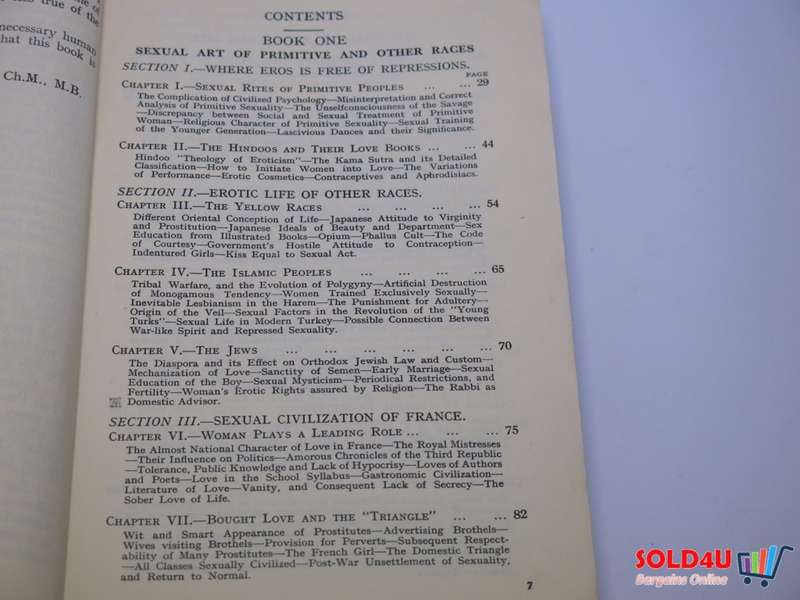 one of
this true of the
necessary human
hat this book is
Ch.M., M.B.
CONTENTS
BOOK ONE
SEXUAL ART OF PRIMITIVE AND OTHER RACES
SECTION I.—WHERE EROS IS FREE OF REPRESSIONS.
PAGE
CHAPTER I.—SEXUAL RITES OF PRIMITIVE PEOPLES ... ... 29
The Complication of Civilized Psychology—Misinterpretation and Correct
Analysis of Primitive Sexuality—The Unselfconsciousness of the Savage
—Discrepancy between Social and Sexual Treatment of Primitive
Woman—Religious Character of Primitive Sexuality—Sexual Training
of the Younger Generation—Lascivious Dances and their Significance.
CHAPTER II.—THE HINDOOS AND THEIR LOVE BOOKS ... ... 44
Hindoo "Theology of Eroticism"—The Kama Sutra and its Detailed
Classification—How to Initiate Women into Love—The Variations
of Performance—Erotic Cosmetics—Contraceptives and Aphrodisiacs.
SECTION II.—EROTIC LIFE OF OTHER RACES.
CHAPTER III.—THE YELLOW RACES ... ... ... ... 54
Different Oriental Conception of Life—Japanese Attitude to Virginity
and Prostitution—Japanese Ideals of Beauty and Department—Sex
Education from Illustrated Books—Opium—Phallus Cult—The Code
of Courtesy—Government's Hostile Attitude to Contraception—
Indentured Girls—Kiss Equal to Sexual Act.
CHAPTER IV.—THE ISLAMIC PEOPLES ... ... ... ... 65
Tribal Warfare, and the Evolution of Polygyny—Artificial Destruction
of Monogamous Tendency—Women Trained Exclusively Sexually—
Inevitable Lesbianism in the Harem—The Punishment for Adultery—
Origin of the Veil—Sexual Factors in the Revolution of the "Young
Turks"—Sexual Life in Modern Turkey—Possible Connection Between
War-like Spirit and Repressed Sexuality.
CHAPTER V.—THE JEWS ... ... ... ... ... ... 70
The Diaspora and its Effect on Orthodox Jewish Law and Custom—
Mechanization of Love—Sanctity of Semen—Early Marriage—Sexual
Education of the Boy—Sexual Mysticism—Periodical Restrictions, and
Fertility—Woman's Erotic Rights assured by Religion—The Rabbi as
Domestic Advisor.
SECTION III.—SEXUAL CIVILIZATION OF FRANCE.
CHAPTER VI.—WOMAN PLAYS A LEADING ROLE ... ... ... 75
The Almost National Character of Love in France—The Royal Mistresses
—Their Influence on Politics—Amorous Chronicles of the Third Republic
—Tolerance, Public Knowledge and Lack of Hypocrisy—Loves of Authors
and Poets—Love in the School Syllabus—Gastronomic Civilization—
Literature of Love—Vanity, and Consequent Lack of Secrecy—The
Sober Love of Life.
CHAPTER VII.—BOUGHT LOVE AND THE "TRIANGLE" ... ... 82
Wit and Smart Appearance of Prostitutes—Advertising Brothels—
Wives visiting Brothels—Provision for Perverts—Subsequent Respect-
ability of Many Prostitutes—The French Girl—The Domestic Triangle
—All Classes Sexually Civilized—Post-War Unsettlement of Sexuality,
and Return to Normal.
7
SOLD4U
Bargains Online